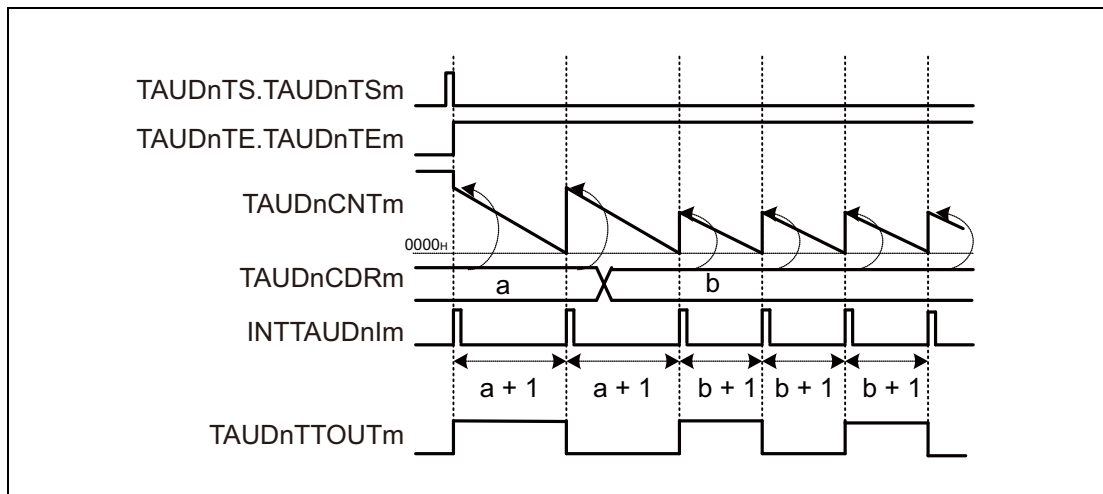 TAUDnTS.TAUDnTSm
TAUDnTE.TAUDnTEm
TAUDnCNTm
0000H
TAUDnCDRm
a
b
INTTAUDnIm
a + 1
a + 1
b + 1
b + 1
b + 1
TAUDnTTOUTm